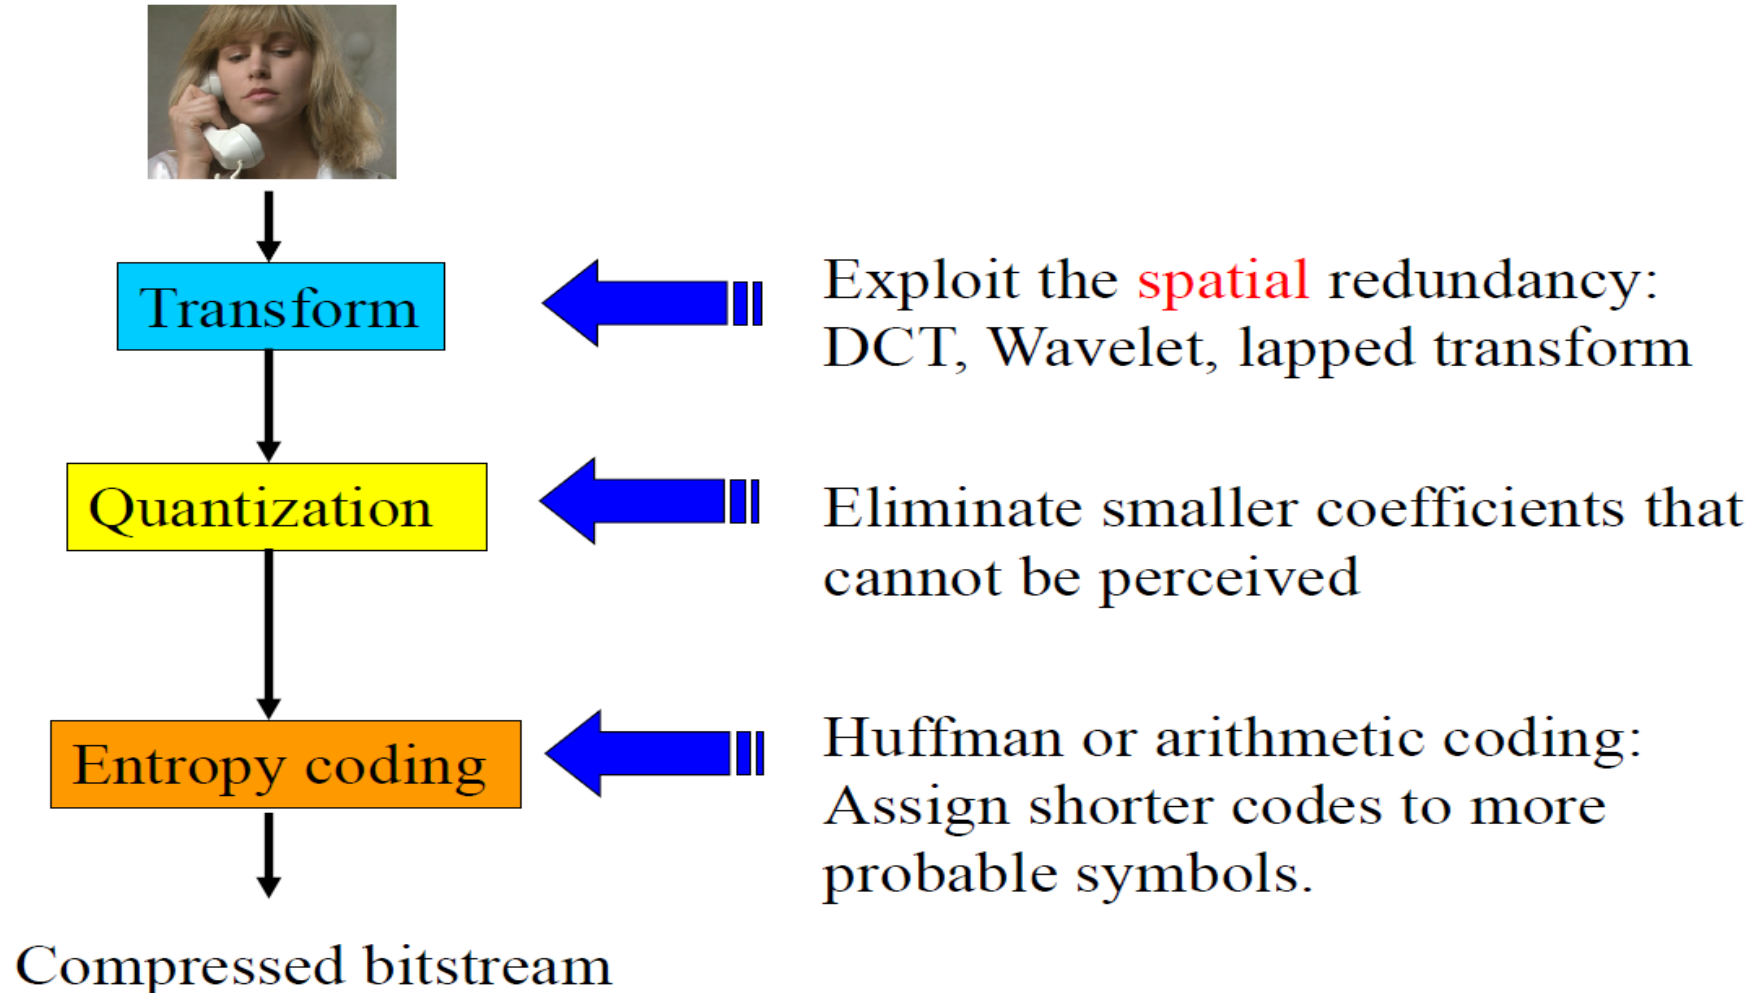 Transform
Exploit the spatial redundancy:
DCT, Wavelet, lapped transform
Quantization
Eliminate smaller coefficients that
cannot be perceived
Entropy coding
Huffman or arithmetic coding:
Assign shorter codes to more
probable symbols.
Compressed bitstream